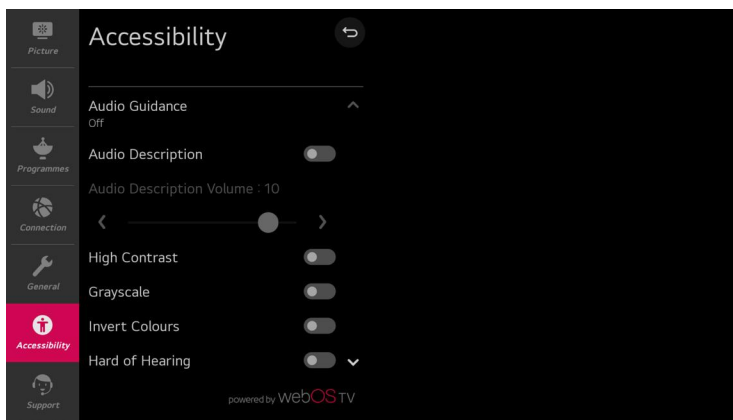 Picture
Sound
Programmes
Connection
General
Accessibility
Support
Accessibility
Audio Guidance
Off
Audio Description
Audio Description Volume : 10
High Contrast
Grayscale
Invert Colours
Hard of Hearing
powered by webOS TV